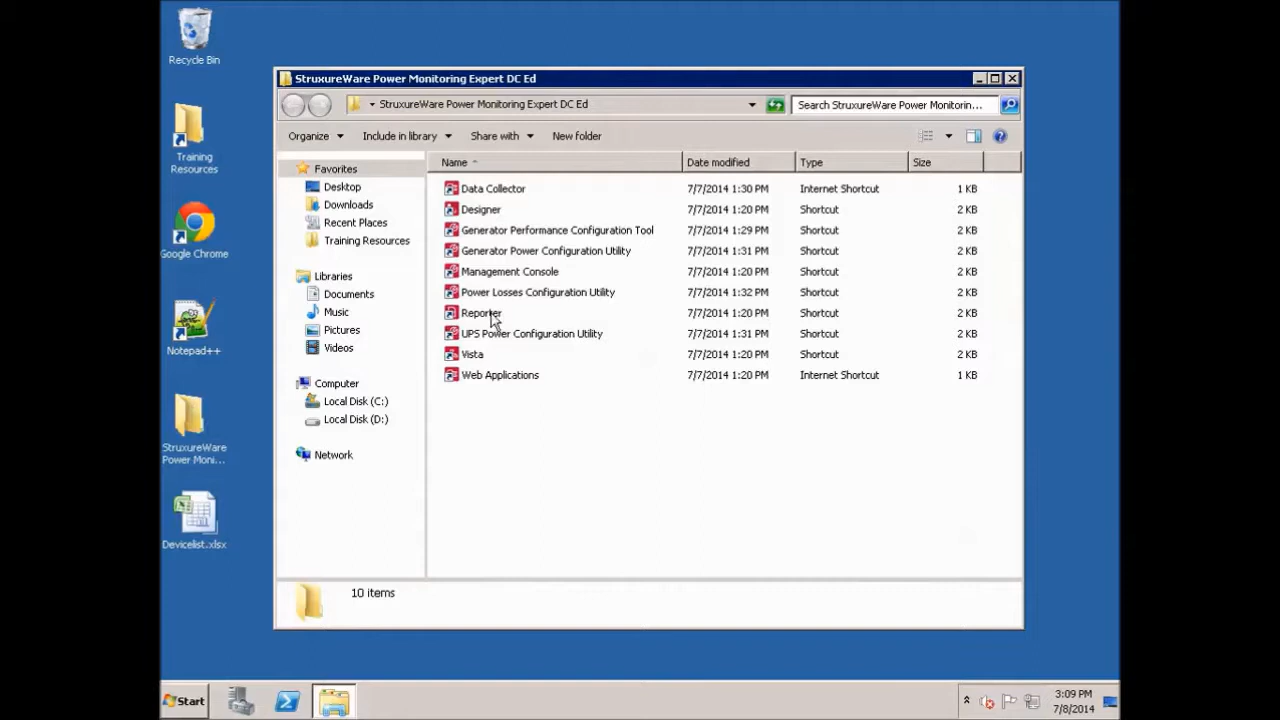 Recycle Bin
Training
Resources
Google Chrome
Notepad++
StruxureWare
Power Moni...
Devicelist.xlsx
StruxureWare Power Monitoring Expert DC Ed
StruxureWare Power Monitoring Expert DC Ed
Search StruxureWare Power Monitorin...
Organize
Include in library
Share with
New folder
Favorites
Desktop
Downloads
Recent Places
Training Resources
Libraries
Documents
Music
Pictures
Videos
Computer
Local Disk (C:)
Local Disk (D:)
Network
Name Date modified Type Size
Data Collector 7/7/2014 1:30 PM Internet Shortcut 1 KB
Designer 7/7/2014 1:20 PM Shortcut 2 KB
Generator Performance Configuration Tool 7/7/2014 1:29 PM Shortcut 2 KB
Generator Power Configuration Utility 7/7/2014 1:31 PM Shortcut 2 KB
Management Console 7/7/2014 1:20 PM Shortcut 2 KB
Power Losses Configuration Utility 7/7/2014 1:32 PM Shortcut 2 KB
Reporter 7/7/2014 1:20 PM Shortcut 2 KB
UPS Power Configuration Utility 7/7/2014 1:31 PM Shortcut 2 KB
Vista 7/7/2014 1:20 PM Shortcut 2 KB
Web Applications 7/7/2014 1:20 PM Internet Shortcut 1 KB
10 items
Start
3:09 PM
7/8/2014